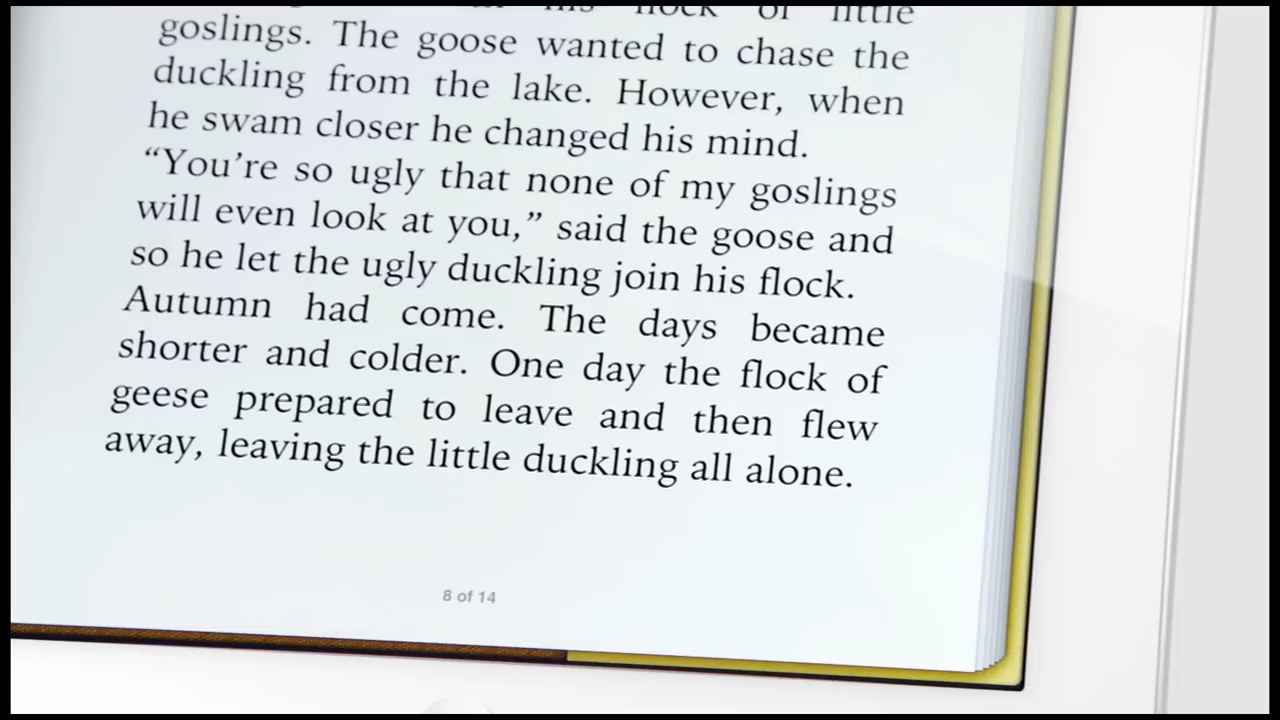 flock of little
goslings. The goose wanted to chase the
duckling from the lake. However, when
he swam closer he changed his mind.
“You’re so ugly that none of my goslings
will even look at you,” said the goose and
so he let the ugly duckling join his flock.
Autumn had come. The days became
shorter and colder. One day the flock of
geese prepared to leave and then flew
away, leaving the little duckling all alone.
8 of 14